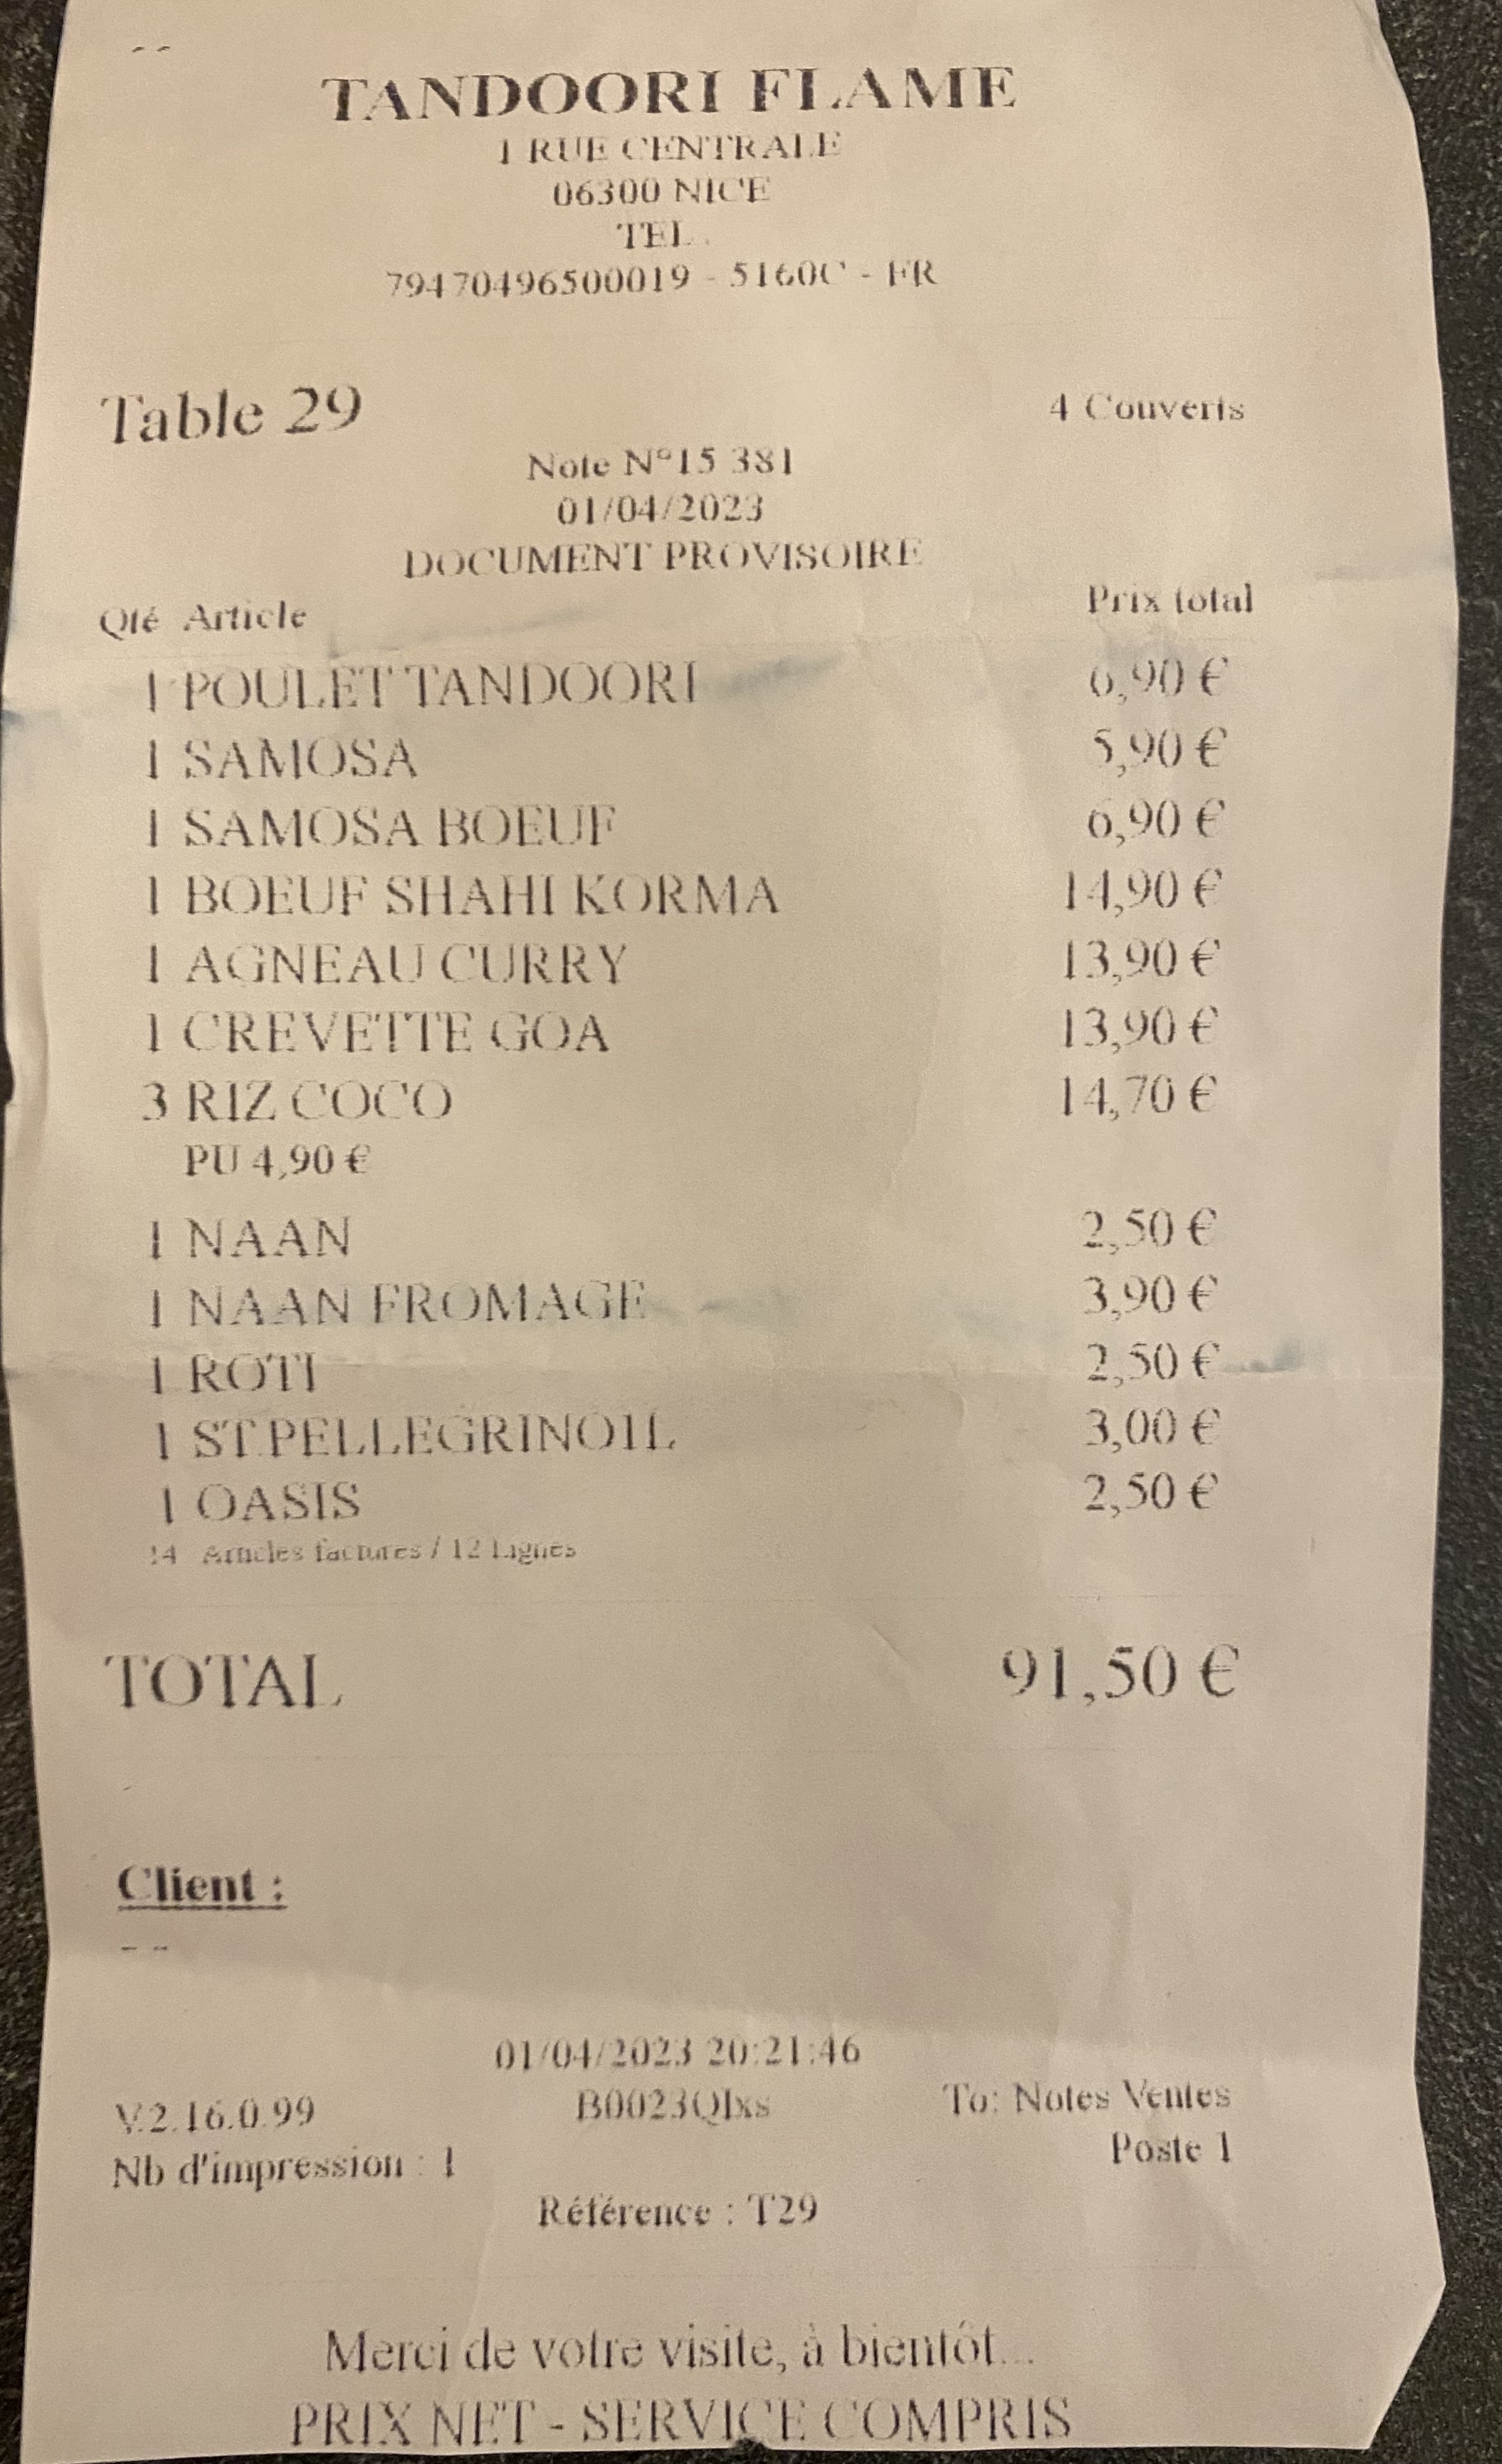 TANDOORI FLAME
1 RUE CENTRALE
06300 NICE
TEL.
79470496500019 - 5160C - FR
Table 29 4 Couverts
Note N°15 381
01/04/2023
DOCUMENT PROVISOIRE
Qté Article Prix total
1 POULET TANDOORI 6,90 €
1 SAMOSA 5,90 €
1 SAMOSA BOEUF 6,90 €
1 BOEUF SHAHI KORMA 14,90 €
1 AGNEAU CURRY 13,90 €
1 CREVETTE GOA 13,90 €
3 RIZ COCO 14,70 €
PU 4,90 €
1 NAAN 2,50 €
1 NAAN FROMAGE 3,90 €
1 ROTI 2,50 €
1 ST.PELLEGRINO1L 3,00 €
1 OASIS 2,50 €
14 Articles facturés / 12 Lignes
TOTAL 91,50 €
Client :
- -
01/04/2023 20:21:46
V.2.16.0.99 To: Notes Ventes
Nb d'impression : 1 Poste 1
Référence : T29
Merci de votre visite, à bientôt...
PRIX NET - SERVICE COMPRIS